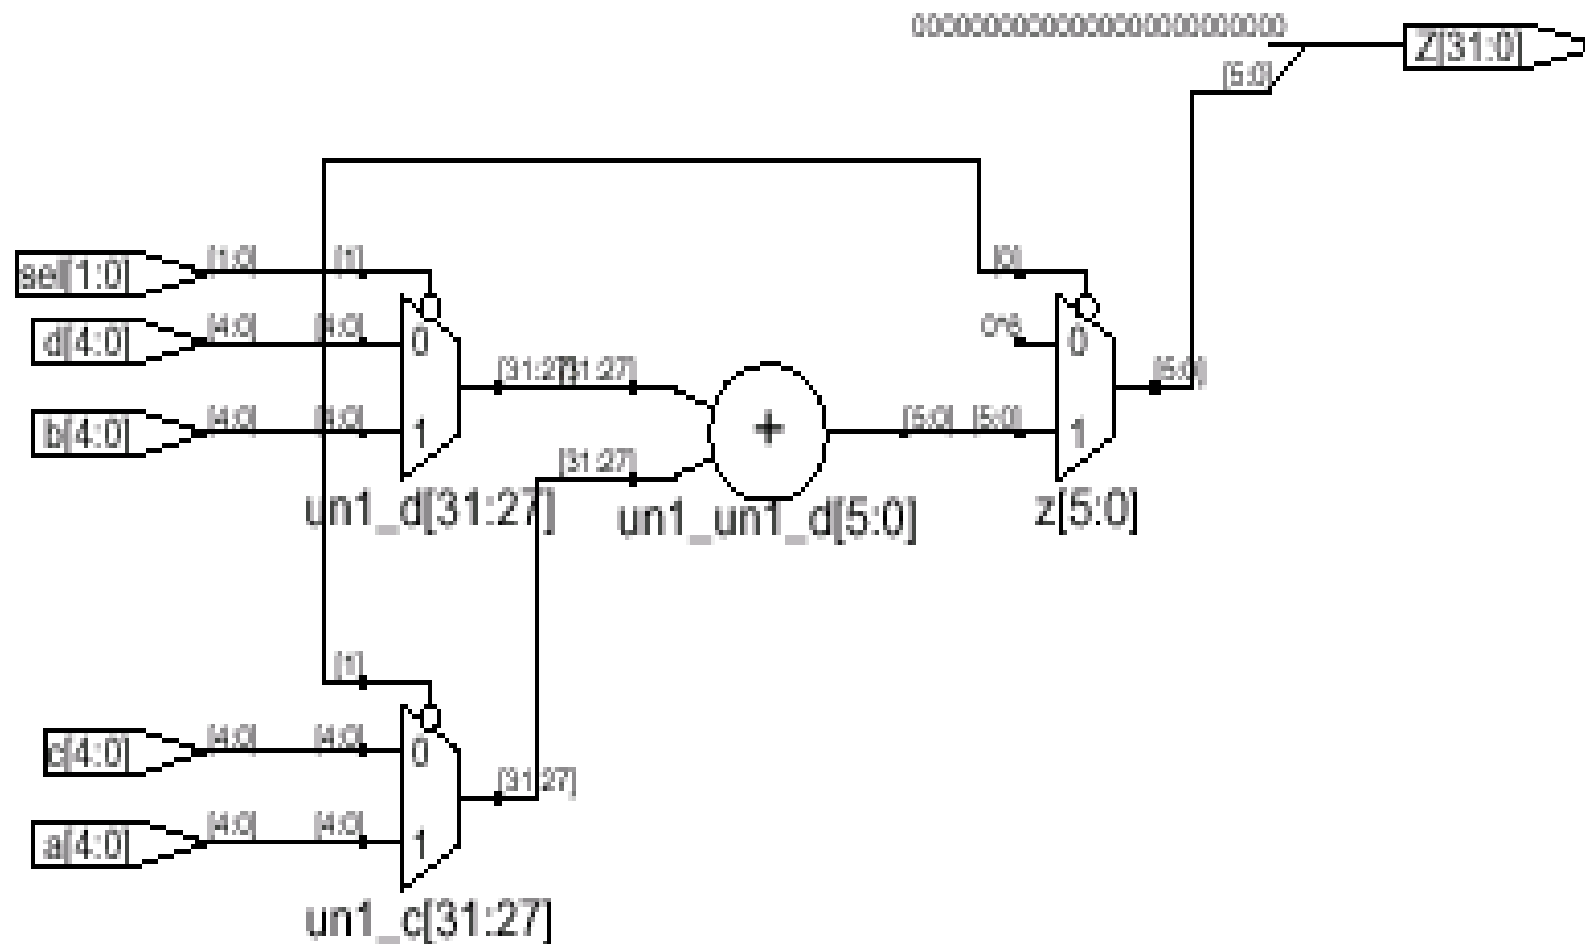 00000000000000000000000000
Z[31:0]
[5:0]
sel[1:0]
[1:0]
[1]
[0]
d[4:0]
[4:0]
[4:0]
0
0*6
0
[31:27]
[31:27]
[5:0]
b[4:0]
[4:0]
[4:0]
1
+
[5:0]
[5:0]
1
[31:27]
un1_d[31:27]
un1_un1_d[5:0]
z[5:0]
[1]
c[4:0]
[4:0]
[4:0]
0
[31:27]
a[4:0]
[4:0]
[4:0]
1
un1_c[31:27]